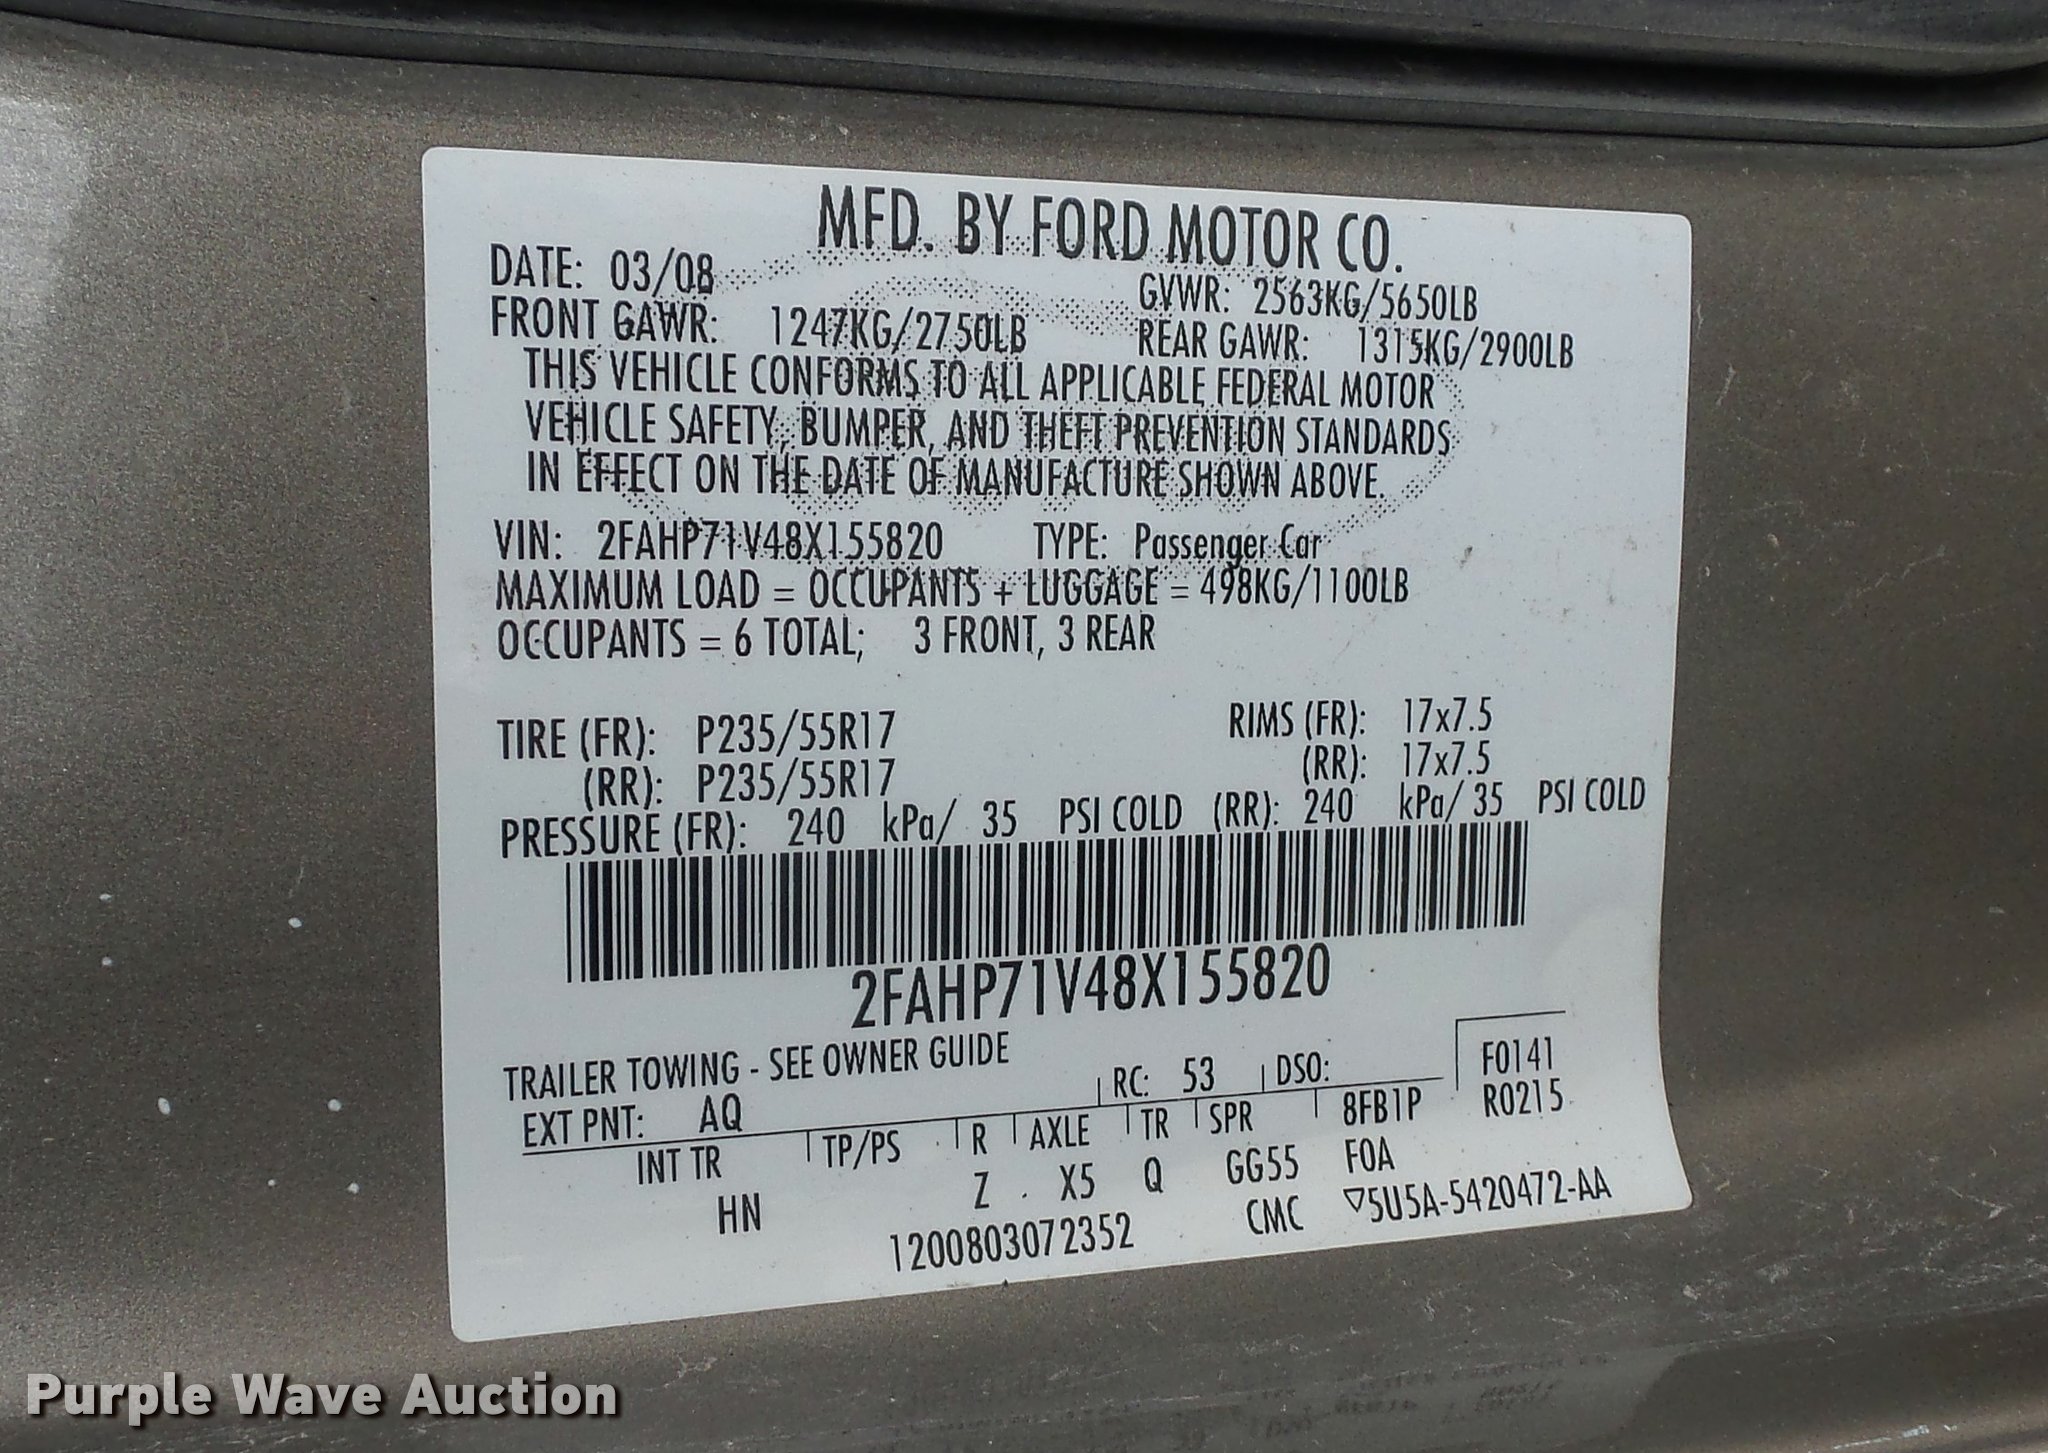 MFD. BY FORD MOTOR CO.
DATE: 03/08 GVWR: 2563KG/5650LB
FRONT GAWR: 1247KG/2750LB REAR GAWR: 1315KG/2900LB
THIS VEHICLE CONFORMS TO ALL APPLICABLE FEDERAL MOTOR
VEHICLE SAFETY, BUMPER, AND THEFT PREVENTION STANDARDS
IN EFFECT ON THE DATE OF MANUFACTURE SHOWN ABOVE.
VIN: 2FAHP71V48X155820 TYPE: Passenger Car
MAXIMUM LOAD = OCCUPANTS + LUGGAGE = 498KG/1100LB
OCCUPANTS = 6 TOTAL; 3 FRONT, 3 REAR
TIRE (FR): P235/55R17 RIMS (FR): 17x7.5
(RR): P235/55R17 (RR): 17x7.5
PRESSURE (FR): 240 kPa/ 35 PSI COLD (RR): 240 kPa/ 35 PSI COLD
2FAHP71V48X155820
TRAILER TOWING - SEE OWNER GUIDE
EXT PNT: AQ RC: 53 DSO: F0141
INT TR TP/PS R AXLE TR SPR 8FB1P R0215
HN Z X5 Q GG55 F0A
1200803072352 CMC ▽5U5A-5420472-AA
Purple Wave Auction